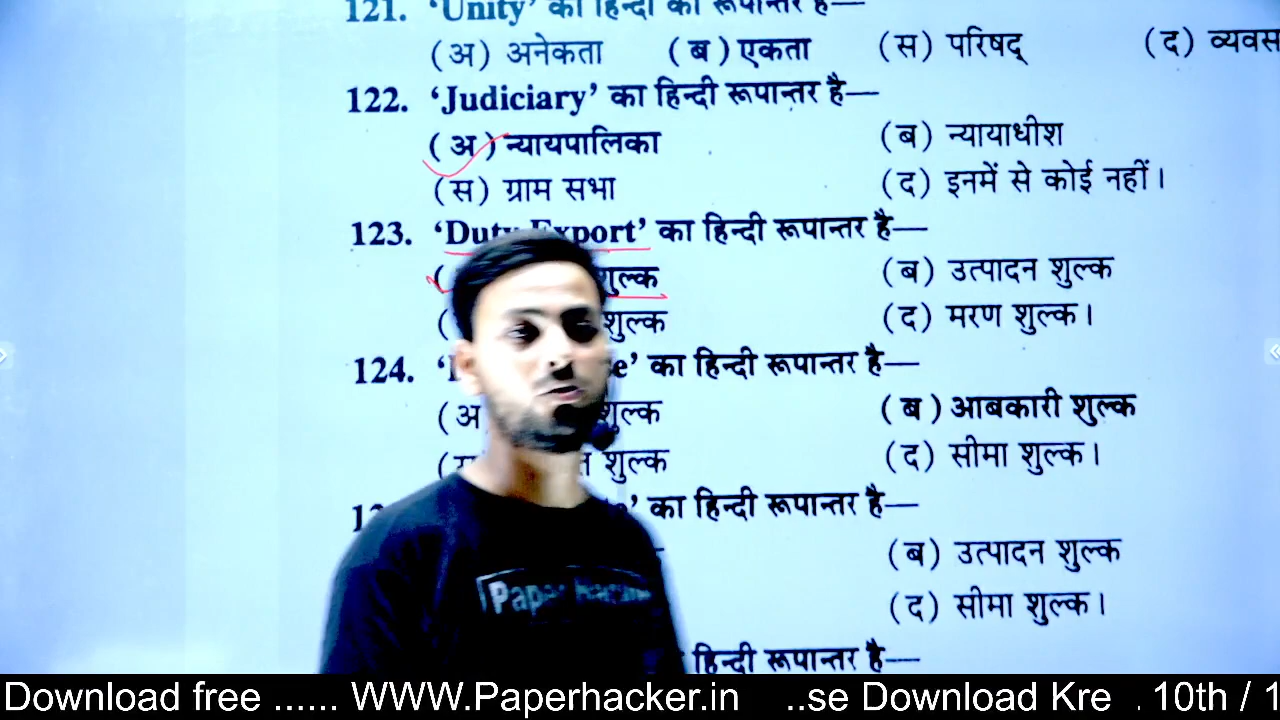 121. ‘Unity’ का हिन्दी का रूपान्तर है—
(अ) अनेकता (ब) एकता (स) परिषद् (द) व्यवस
122. ‘Judiciary’ का हिन्दी रूपान्तर है—
(अ) न्यायपालिका (ब) न्यायाधीश
(स) ग्राम सभा (द) इनमें से कोई नहीं।
123. ‘Duty Export’ का हिन्दी रूपान्तर है—
शुल्क (ब) उत्पादन शुल्क
शुल्क (द) मरण शुल्क।
124. का हिन्दी रूपान्तर है—
(अ शुल्क (ब) आबकारी शुल्क
शुल्क (द) सीमा शुल्क।
का हिन्दी रूपान्तर है—
(ब) उत्पादन शुल्क
(द) सीमा शुल्क।
हिन्दी रूपान्तर है—
Download free ...... WWW.Paperhacker.in ..se Download Kre . 10th / 1